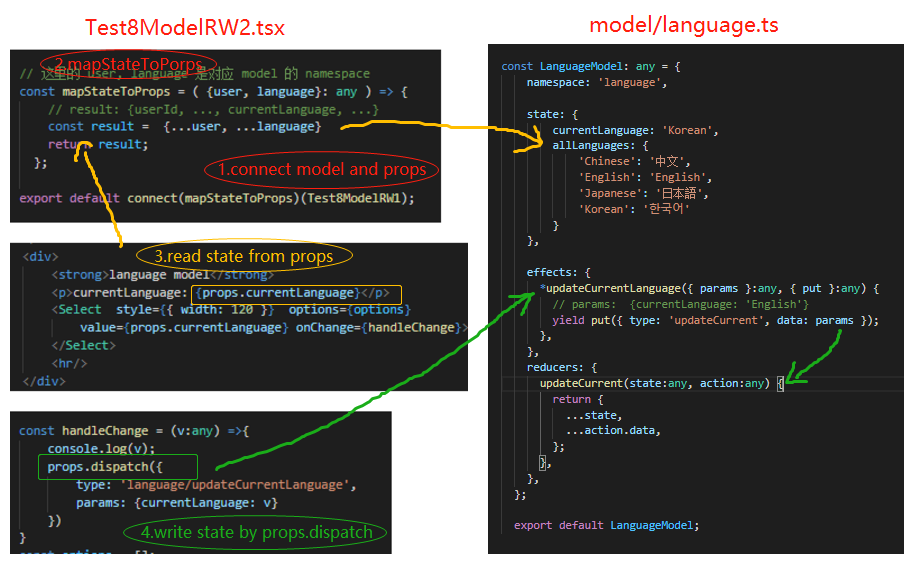 Test8ModelRW2.tsx
2.mapStateToPorps
// 这里的 user, language 是对应 model 的 namespace
const mapStateToProps = ( {user, language}: any ) => {
// result: {userId, ..., currentLanguage, ...}
const result = {...user, ...language}
return result;
};
1.connect model and props
export default connect(mapStateToProps)(Test8ModelRW1);
3.read state from props
<div>
<strong>language model</strong>
<p>currentLanguage: {props.currentLanguage}</p>
<Select style={{ width: 120 }} options={options}
value={props.currentLanguage} onChange={handleChange}>
</Select>
<hr/>
</div>
const handleChange = (v:any) =>{
console.log(v);
props.dispatch({
type: 'language/updateCurrentLanguage',
params: {currentLanguage: v}
})
}
4.write state by props.dispatch
model/language.ts
const LanguageModel: any = {
namespace: 'language',
state: {
currentLanguage: 'Korean',
allLanguages: {
'Chinese': '中文',
'English': 'English',
'Japanese': '日本語',
'Korean': '한국어'
}
},
effects: {
*updateCurrentLanguage({ params }:any, { put }:any) {
// params: {currentLanguage: 'English'}
yield put({ type: 'updateCurrent', data: params });
},
},
reducers: {
updateCurrent(state:any, action:any) {
return {
...state,
...action.data,
};
},
},
};
export default LanguageModel;